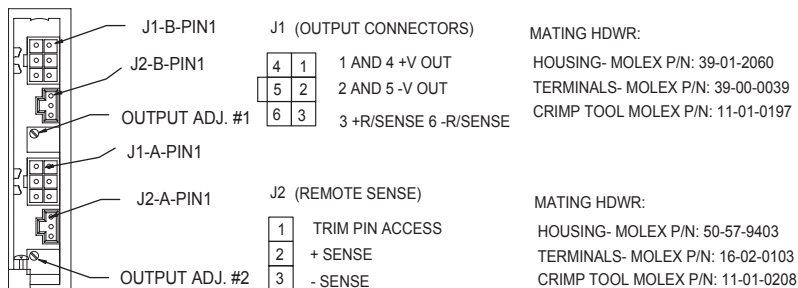 J1-B-PIN1
J2-B-PIN1
OUTPUT ADJ. #1
J1-A-PIN1
J2-A-PIN1
OUTPUT ADJ. #2
J1 (OUTPUT CONNECTORS)
4 1 1 AND 4 +V OUT
5 2 2 AND 5 -V OUT
6 3 3 +R/SENSE 6 -R/SENSE
MATING HDWR:
HOUSING- MOLEX P/N: 39-01-2060
TERMINALS- MOLEX P/N: 39-00-0039
CRIMP TOOL MOLEX P/N: 11-01-0197
J2 (REMOTE SENSE)
1 TRIM PIN ACCESS
2 + SENSE
3 - SENSE
MATING HDWR:
HOUSING- MOLEX P/N: 50-57-9403
TERMINALS- MOLEX P/N: 16-02-0103
CRIMP TOOL MOLEX P/N: 11-01-0208